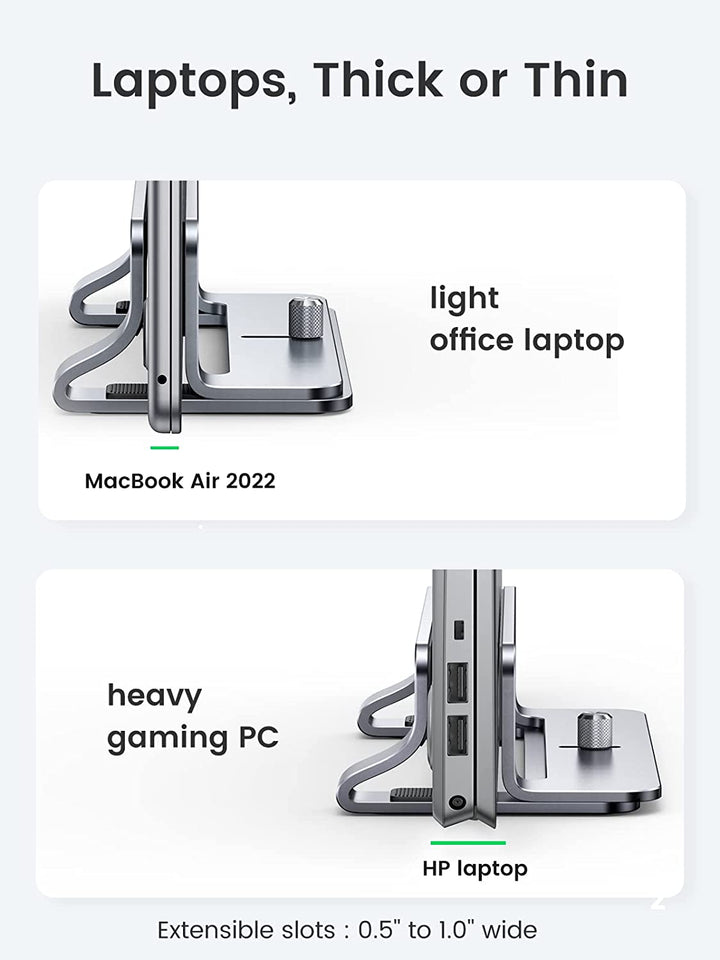 Laptops, Thick or Thin
light
office laptop
MacBook Air 2022
heavy
gaming PC
HP laptop
2
Extensible slots : 0.5" to 1.0" wide